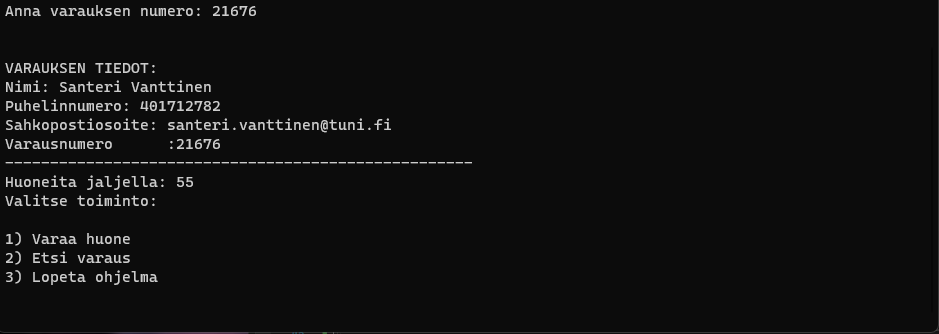 Anna varauksen numero: 21676
VARAUKSEN TIEDOT:
Nimi: Santeri Vanttinen
Puhelinnumero: 401712782
Sahkopostiosoite: santeri.vanttinen@tuni.fi
Varausnumero      :21676
----------------------------------------------------
Huoneita jaljella: 55
Valitse toiminto:
1) Varaa huone
2) Etsi varaus
3) Lopeta ohjelma